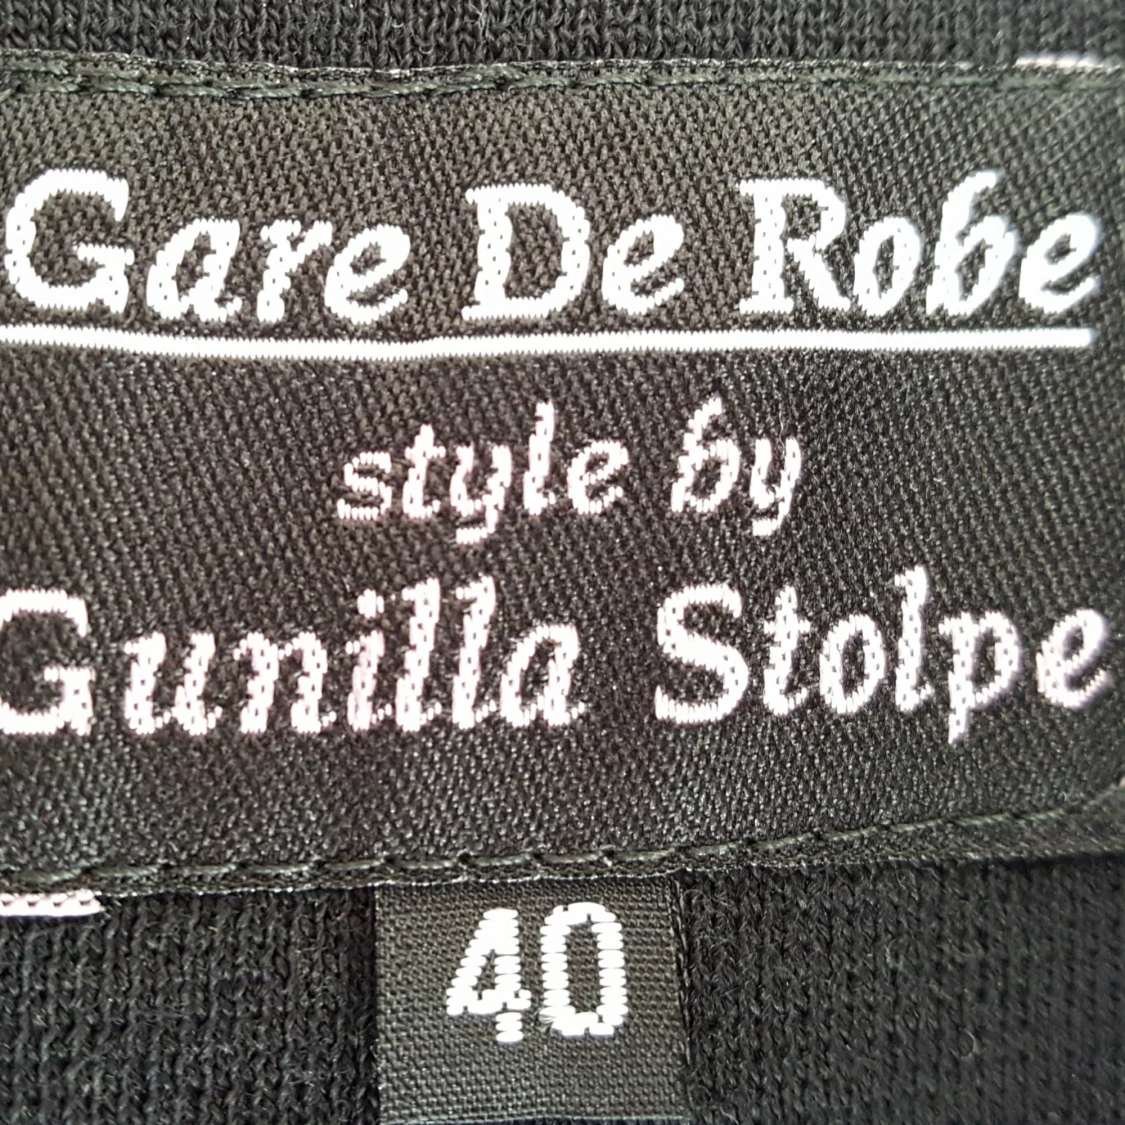 Gare De Robe
style by
Gunilla Stolpe
40